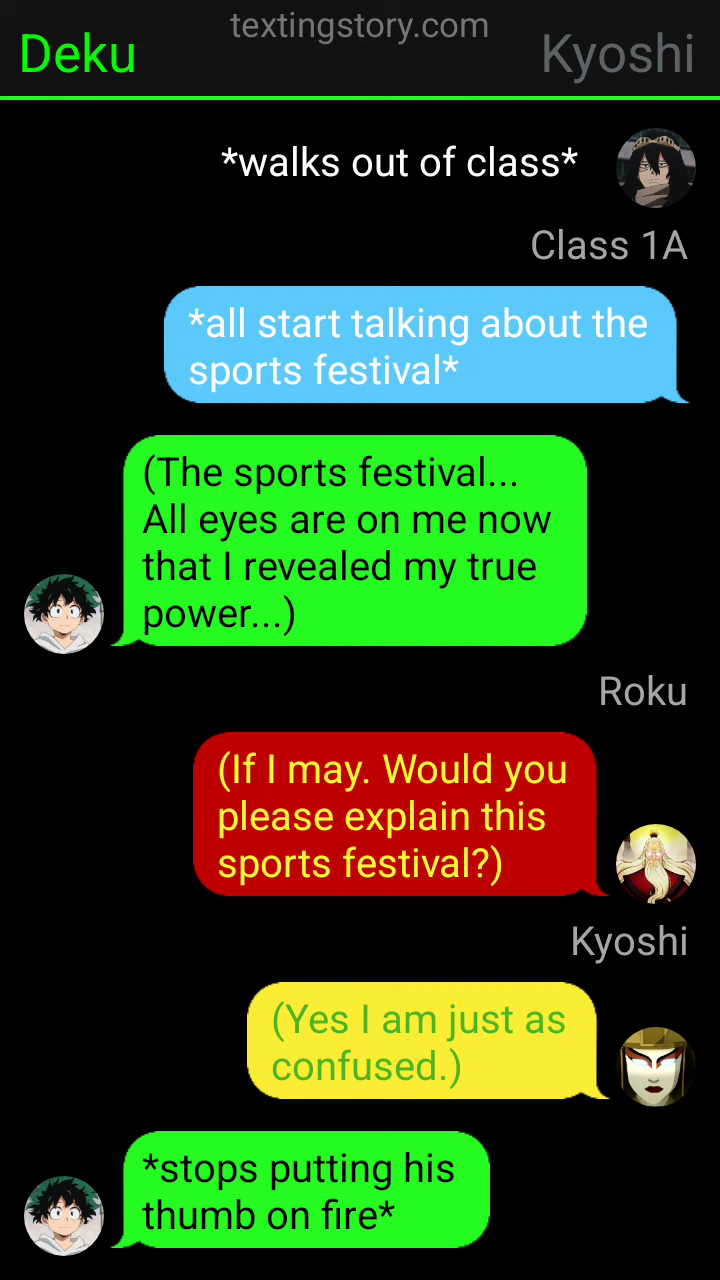 textingstory.com
Deku
Kyoshi
*walks out of class*
Class 1A
*all start talking about the
sports festival*
(The sports festival...
All eyes are on me now
that I revealed my true
power...)
Roku
(If I may. Would you
please explain this
sports festival?)
Kyoshi
(Yes I am just as
confused.)
*stops putting his
thumb on fire*